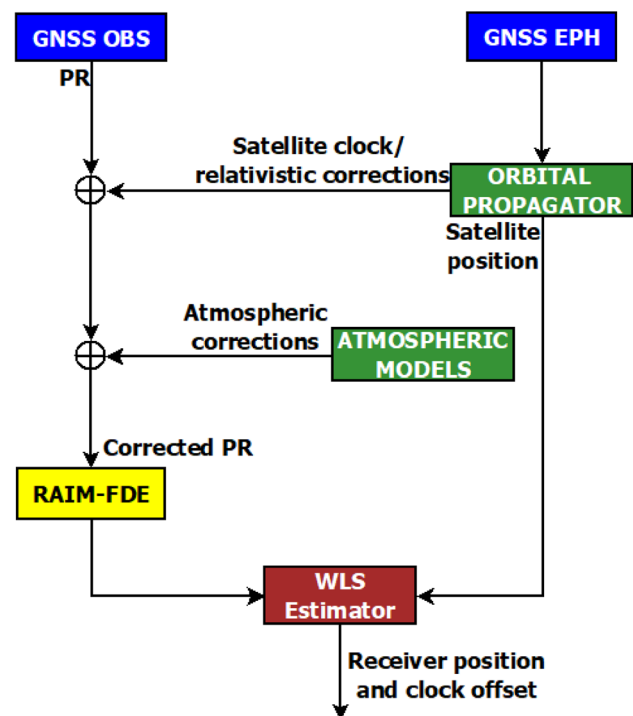 GNSS OBS
GNSS EPH
PR
Satellite clock/
relativistic corrections
ORBITAL
PROPAGATOR
Satellite
position
Atmospheric
corrections
ATMOSPHERIC
MODELS
Corrected PR
RAIM-FDE
WLS
Estimator
Receiver position
and clock offset